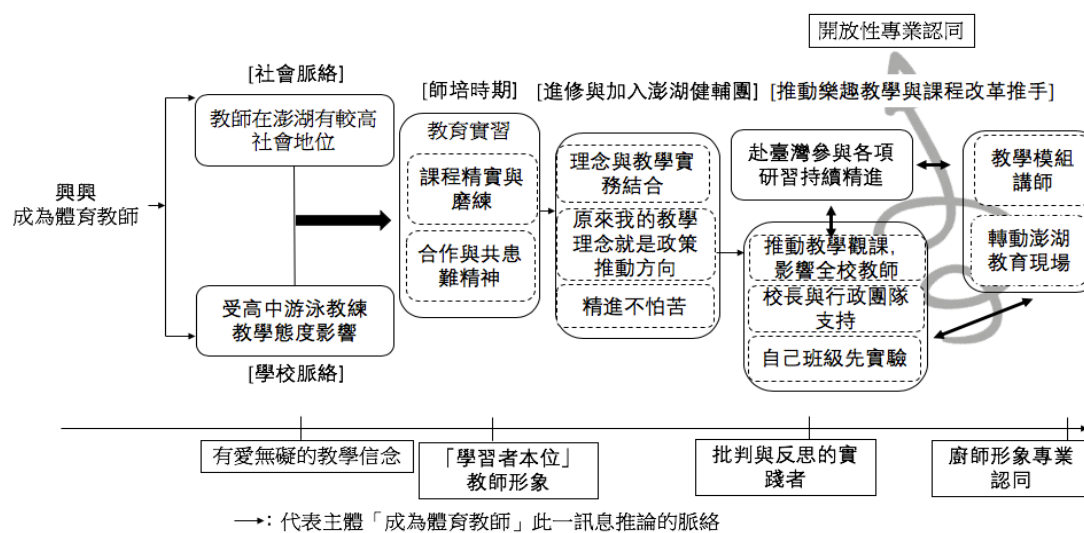 開放性專業認同
[社會脈絡]
[師培時期]
[進修與加入澎湖健輔團]
[推動樂趣教學與課程改革推手]
教師在澎湖有較高
社會地位
興興
成為體育教師
受高中游泳教練
教學態度影響
[學校脈絡]
教育實習
課程精實與
磨練
合作與共患
難精神
理念與教學實
務結合
原來我的教學
理念就是政策
推動方向
精進不怕苦
赴臺灣參與各項
研習持續精進
推動教學觀課,
影響全校教師
校長與行政團隊
支持
自己班級先實驗
教學模組
講師
轉動澎湖
教育現場
有愛無礙的教學信念
「學習者本位」
教師形象
批判與反思的實
踐者
廚師形象專業
認同
：代表主體「成為體育教師」此一訊息推論的脈絡